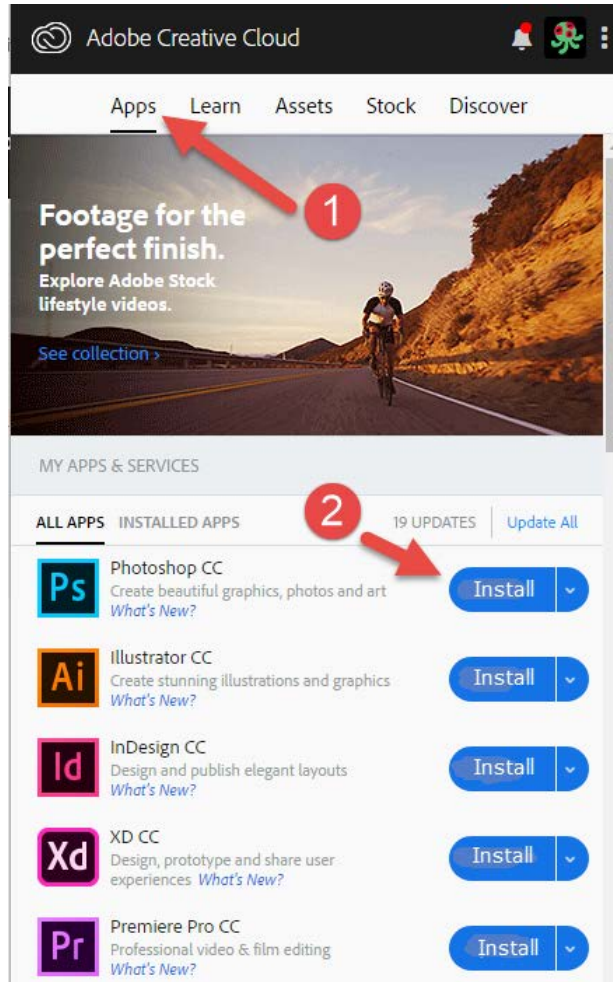 Adobe Creative Cloud
Apps Learn Assets Stock Discover
1
Footage for the
perfect finish.
Explore Adobe Stock
lifestyle videos.
See collection ›
MY APPS & SERVICES
2
ALL APPS INSTALLED APPS 19 UPDATES Update All
Ps
Photoshop CC
Create beautiful graphics, photos and art
What's New?
Install
Ai
Illustrator CC
Create stunning illustrations and graphics
What's New?
Install
Id
InDesign CC
Design and publish elegant layouts
What's New?
Install
Xd
XD CC
Design, prototype and share user
experiences What's New?
Install
Pr
Premiere Pro CC
Professional video & film editing
What's New?
Install